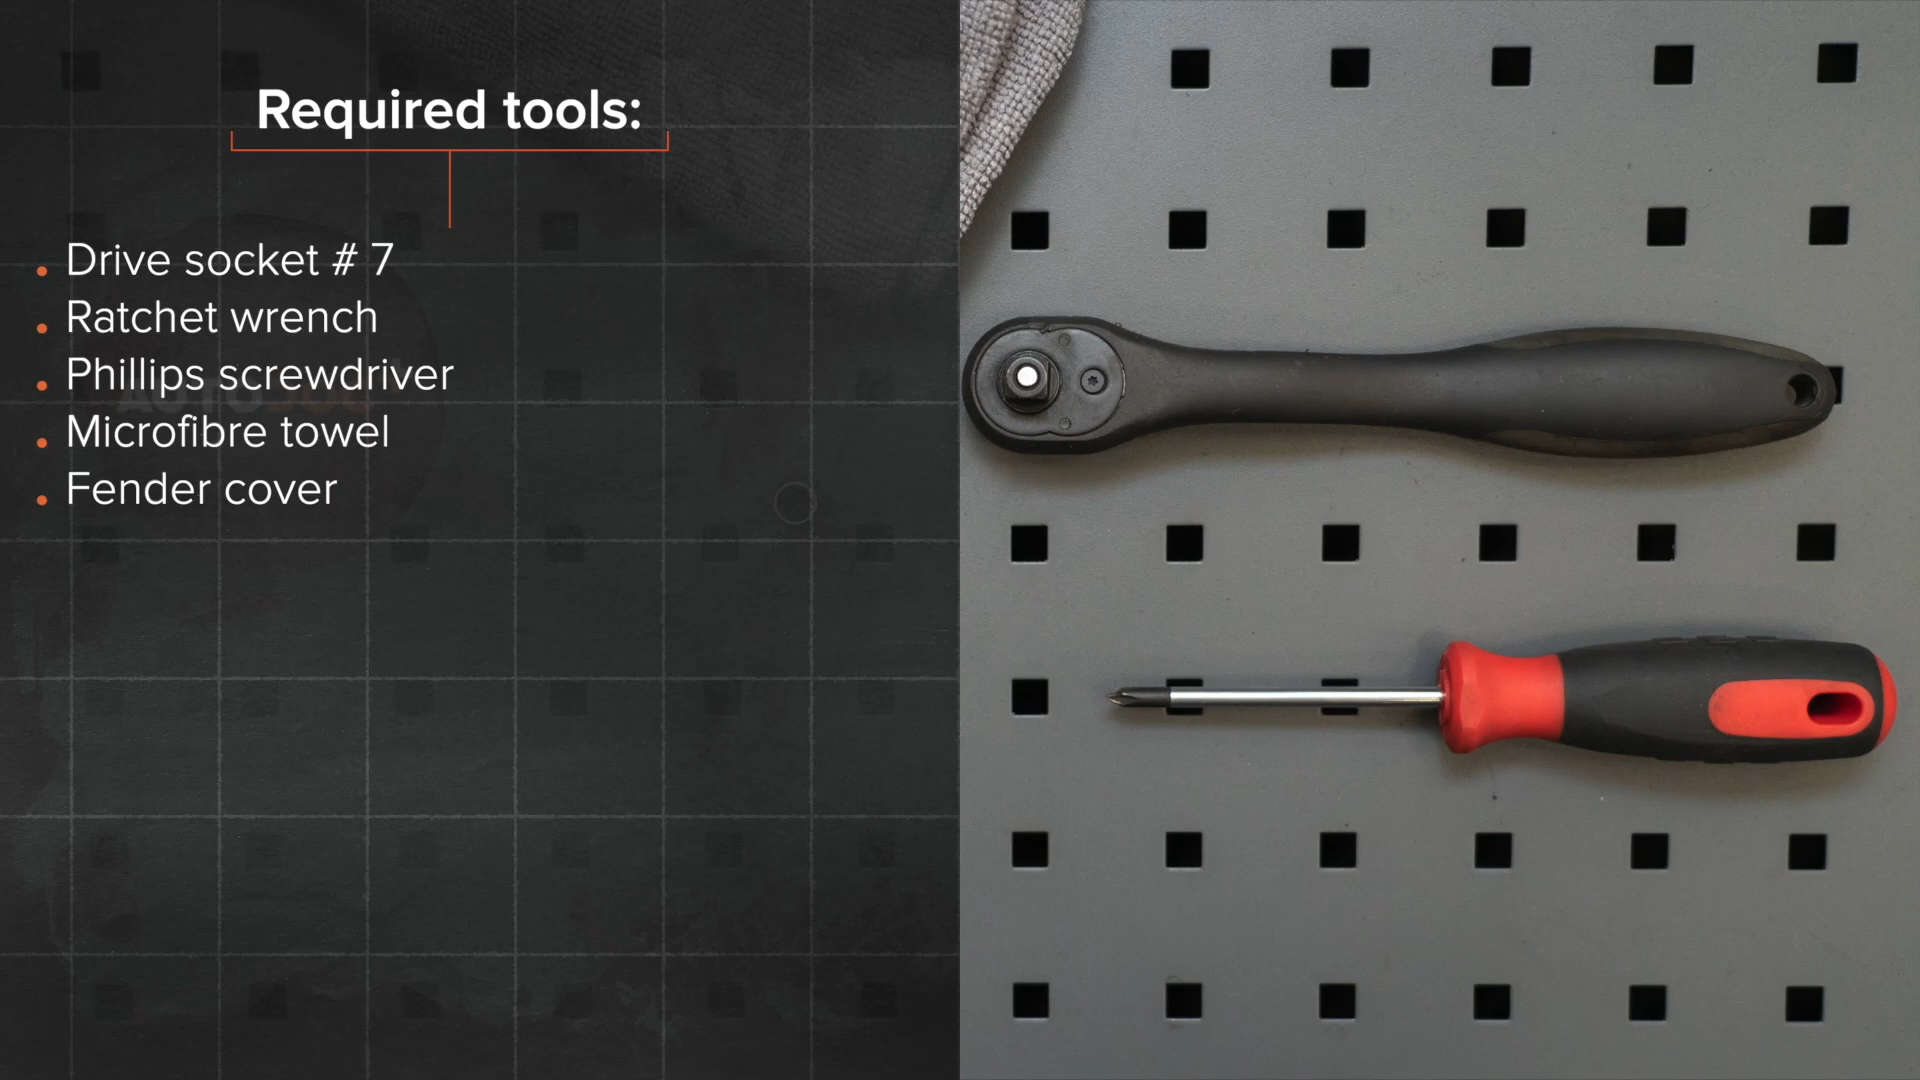 Required tools:
Drive socket # 7
Ratchet wrench
Phillips screwdriver
Microfibre towel
Fender cover